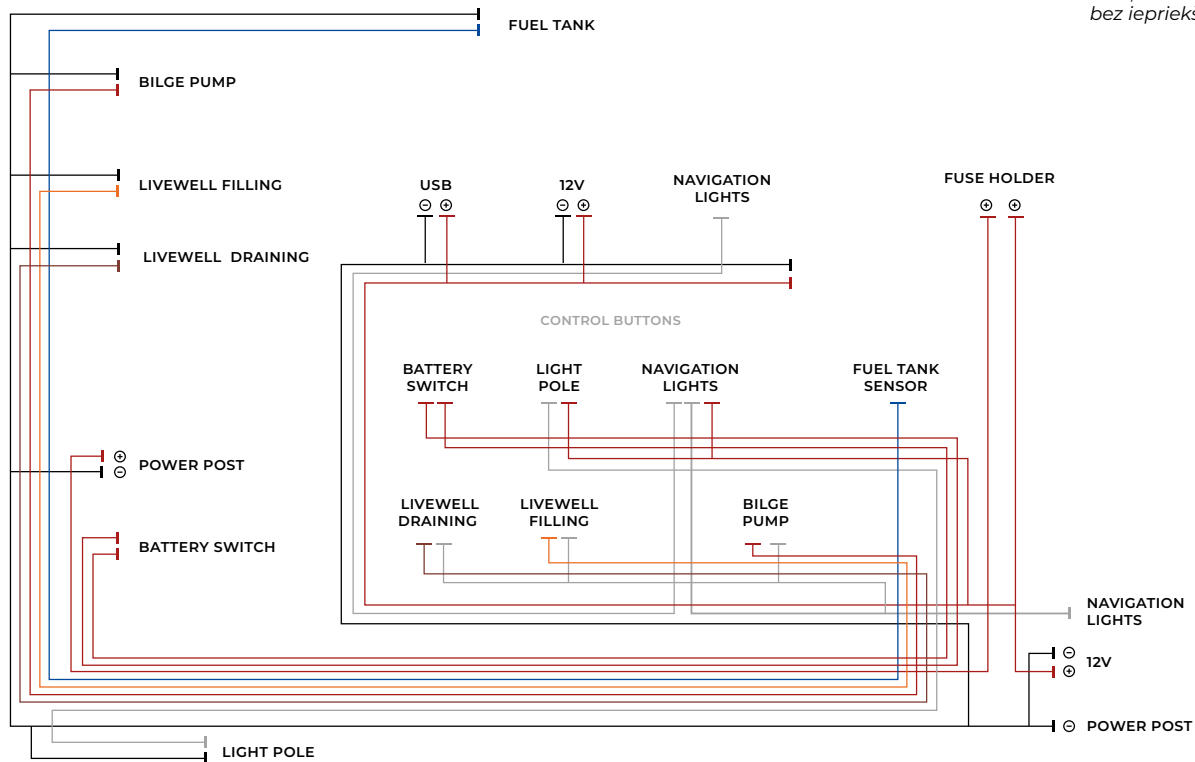 bez iepriek
FUEL TANK
BILGE PUMP
LIVEWELL FILLING
USB
12V
NAVIGATION
LIGHTS
FUSE HOLDER
LIVEWELL DRAINING
CONTROL BUTTONS
BATTERY
SWITCH
LIGHT
POLE
NAVIGATION
LIGHTS
FUEL TANK
SENSOR
POWER POST
LIVEWELL
DRAINING
LIVEWELL
FILLING
BILGE
PUMP
BATTERY SWITCH
NAVIGATION
LIGHTS
12V
POWER POST
LIGHT POLE